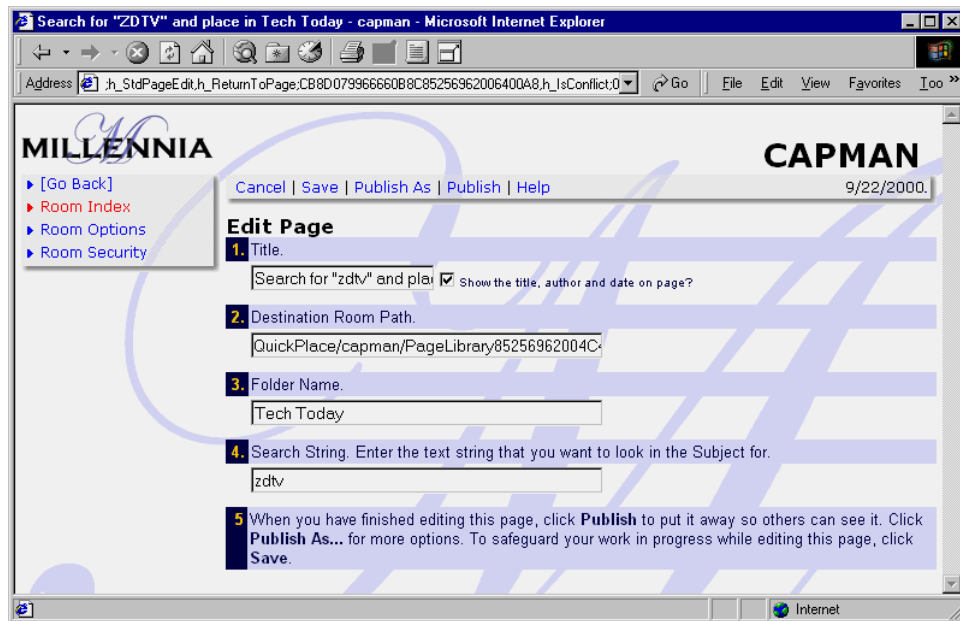 Search for "ZDTV" and place in Tech Today - capman - Microsoft Internet Explorer
Address ;h_StdPageEdit,h_ReturnToPage;CB8D079966660B8C85256962006400A8,h_IsConflict;0 Go File Edit View Favorites Too »
MILLENNIA
CAPMAN
[Go Back]
Room Index
Room Options
Room Security
Cancel | Save | Publish As | Publish | Help
9/22/2000.
Edit Page
1. Title.
Search for "zdtv" and plac Show the title, author and date on page?
2. Destination Room Path.
QuickPlace/capman/PageLibrary85256962004C4
3. Folder Name.
Tech Today
4. Search String. Enter the text string that you want to look in the Subject for.
zdtv
5 When you have finished editing this page, click Publish to put it away so others can see it. Click
Publish As... for more options. To safeguard your work in progress while editing this page, click
Save.
Internet